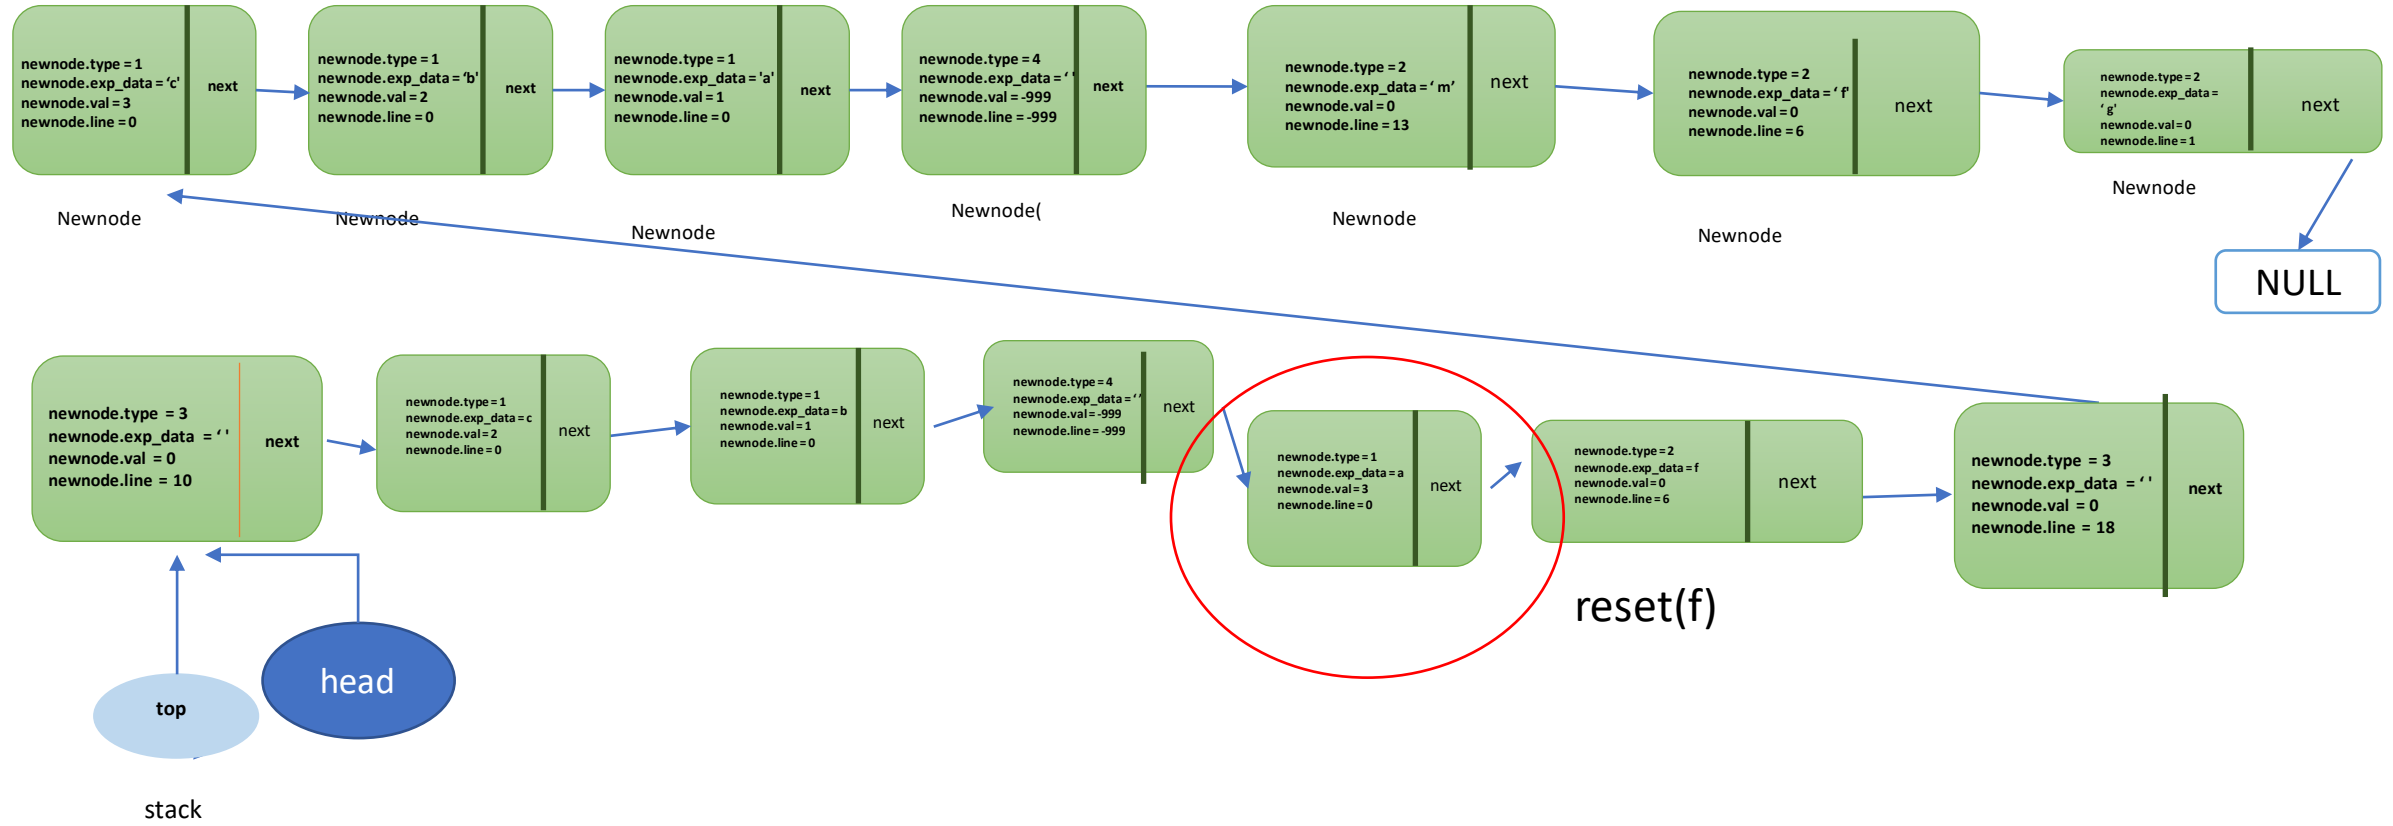 newnode.type = 1
newnode.exp_data = ‘c'
newnode.val = 3
newnode.line = 0
next
newnode.type = 1
newnode.exp_data = ‘b'
newnode.val = 2
newnode.line = 0
next
newnode.type = 1
newnode.exp_data = 'a'
newnode.val = 1
newnode.line = 0
next
newnode.type = 4
newnode.exp_data = ‘ '
newnode.val = -999
newnode.line = -999
next
newnode.type = 2
newnode.exp_data = ‘ m’
newnode.val = 0
newnode.line = 13
next
newnode.type = 2
newnode.exp_data = ‘ f'
newnode.val = 0
newnode.line = 6
next
newnode.type = 2
newnode.exp_data =
‘ g'
newnode.val = 0
newnode.line = 1
next
Newnode
Newnode
Newnode
Newnode(
Newnode
Newnode
Newnode
NULL
newnode.type = 3
newnode.exp_data = ‘ '
newnode.val = 0
newnode.line = 10
next
newnode.type = 1
newnode.exp_data = c
newnode.val = 2
newnode.line = 0
next
newnode.type = 1
newnode.exp_data = b
newnode.val = 1
newnode.line = 0
next
newnode.type = 4
newnode.exp_data = ‘ ’
newnode.val = -999
newnode.line = -999
next
newnode.type = 1
newnode.exp_data = a
newnode.val = 3
newnode.line = 0
next
newnode.type = 2
newnode.exp_data = f
newnode.val = 0
newnode.line = 6
next
newnode.type = 3
newnode.exp_data = ‘ '
newnode.val = 0
newnode.line = 18
next
reset(f)
head
top
stack